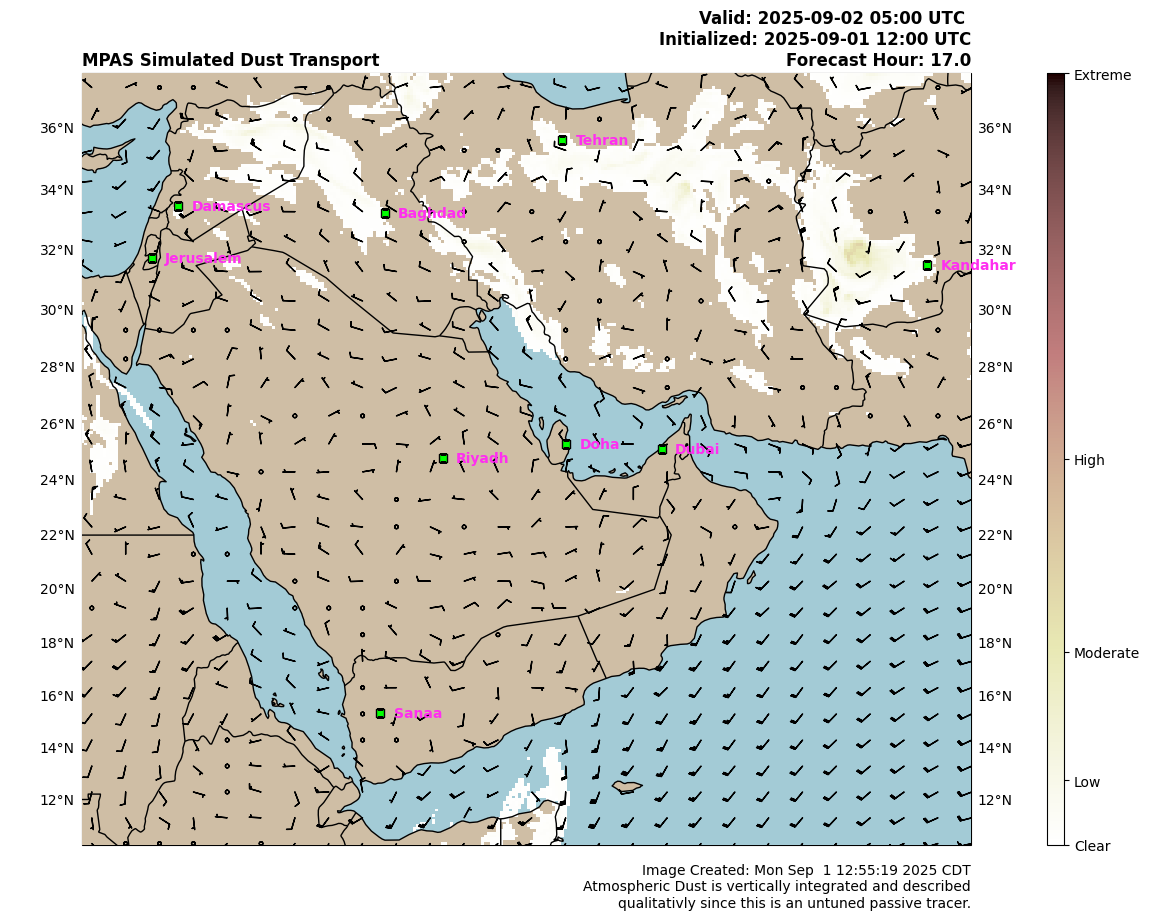 Valid: 2025-09-02 05:00 UTC
Initialized: 2025-09-01 12:00 UTC
MPAS Simulated Dust Transport
Forecast Hour: 17.0
Extreme
High
Moderate
Low
Clear
36°N
34°N
32°N
30°N
28°N
26°N
24°N
22°N
20°N
18°N
16°N
14°N
12°N
36°N
34°N
32°N
30°N
28°N
26°N
24°N
22°N
20°N
18°N
16°N
14°N
12°N
Tehran
Damascus
Baghdad
Jerusalem
Kandahar
Doha
Dubai
Riyadh
Sanaa
Image Created: Mon Sep  1 12:55:19 2025 CDT
Atmospheric Dust is vertically integrated and described
qualitativly since this is an untuned passive tracer.